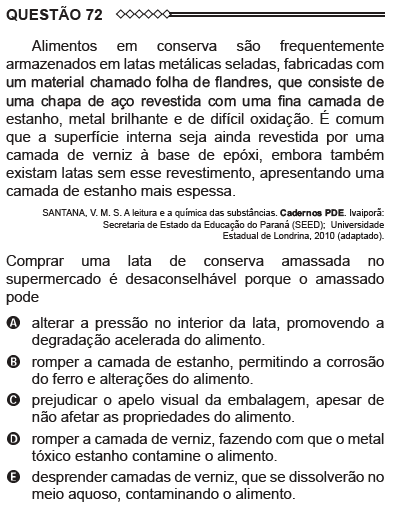 QUESTÃO 72
Alimentos em conserva são frequentemente
armazenados em latas metálicas seladas, fabricadas com
um material chamado folha de flandres, que consiste de
uma chapa de aço revestida com uma fina camada de
estanho, metal brilhante e de difícil oxidação. É comum
que a superfície interna seja ainda revestida por uma
camada de verniz à base de epóxi, embora também
existam latas sem esse revestimento, apresentando uma
camada de estanho mais espessa.
SANTANA, V. M. S. A leitura e a química das substâncias. Cadernos PDE. Ivaiporã:
Secretaria de Estado da Educação do Paraná (SEED); Universidade
Estadual de Londrina, 2010 (adaptado).
Comprar uma lata de conserva amassada no
supermercado é desaconselhável porque o amassado
pode
A alterar a pressão no interior da lata, promovendo a
degradação acelerada do alimento.
B romper a camada de estanho, permitindo a corrosão
do ferro e alterações do alimento.
C prejudicar o apelo visual da embalagem, apesar de
não afetar as propriedades do alimento.
D romper a camada de verniz, fazendo com que o metal
tóxico estanho contamine o alimento.
E desprender camadas de verniz, que se dissolverão no
meio aquoso, contaminando o alimento.